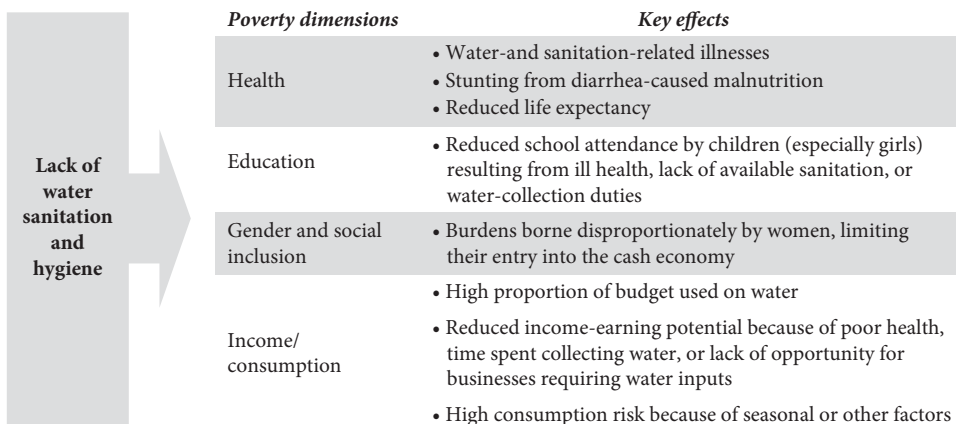 Poverty dimensions
Key effects
Lack of
water
sanitation
and
hygiene
Health
• Water-and sanitation-related illnesses
• Stunting from diarrhea-caused malnutrition
• Reduced life expectancy
Education
• Reduced school attendance by children (especially girls)
resulting from ill health, lack of available sanitation, or
water-collection duties
Gender and social
inclusion
• Burdens borne disproportionately by women, limiting
their entry into the cash economy
Income/
consumption
• High proportion of budget used on water
• Reduced income-earning potential because of poor health,
time spent collecting water, or lack of opportunity for
businesses requiring water inputs
• High consumption risk because of seasonal or other factors